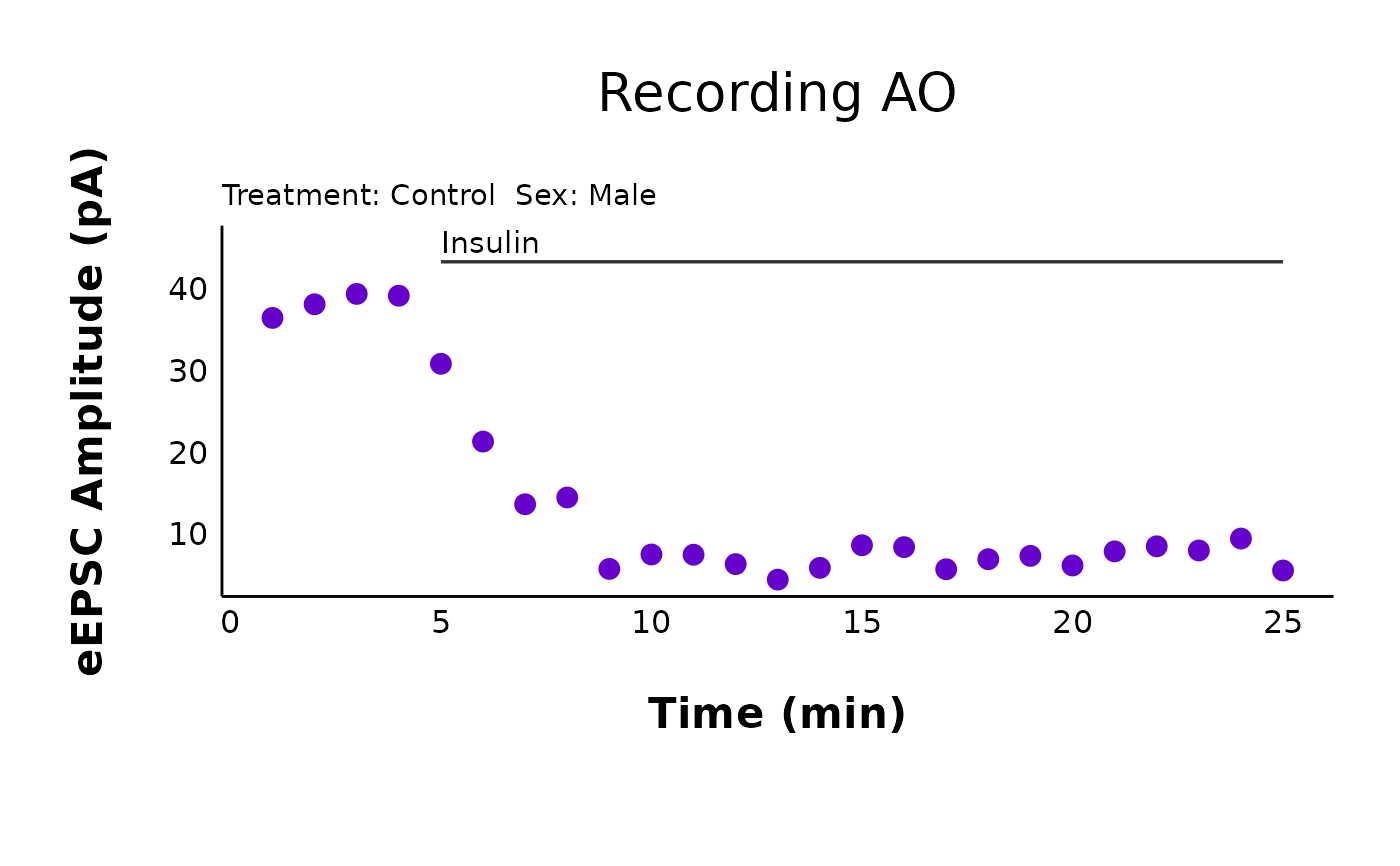 Recording AO
Treatment: Control  Sex: Male
Insulin
eEPSC Amplitude (pA)
40
30
20
10
0 5 10 15 20 25
Time (min)